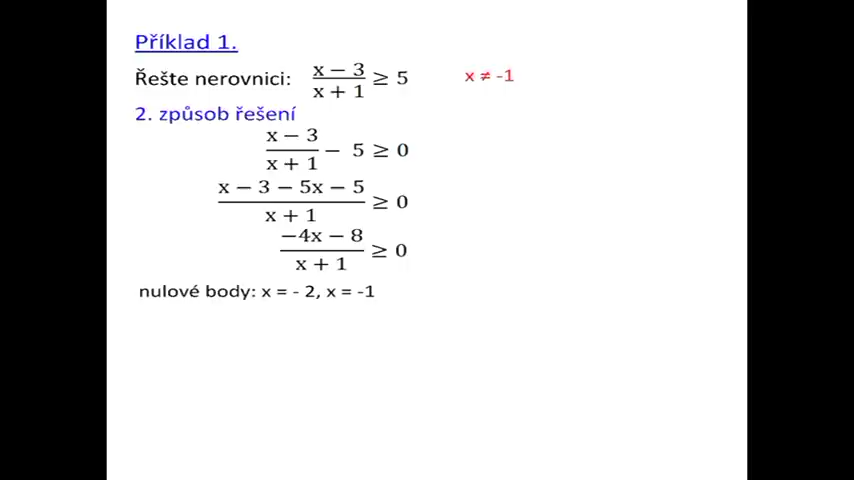 Příklad 1.
Řešte nerovnici: (x − 3)/(x + 1) ≥ 5 x ≠ -1
2. způsob řešení
(x − 3)/(x + 1) − 5 ≥ 0
(x − 3 − 5x − 5)/(x + 1) ≥ 0
(−4x − 8)/(x + 1) ≥ 0
nulové body: x = - 2, x = -1